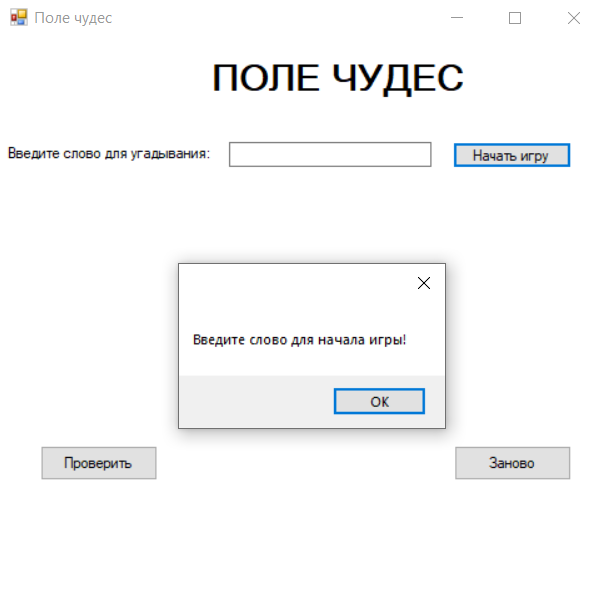 Поле чудес
ПОЛЕ ЧУДЕС
Введите слово для угадывания:
Начать игру
Введите слово для начала игры!
OK
Проверить
Заново